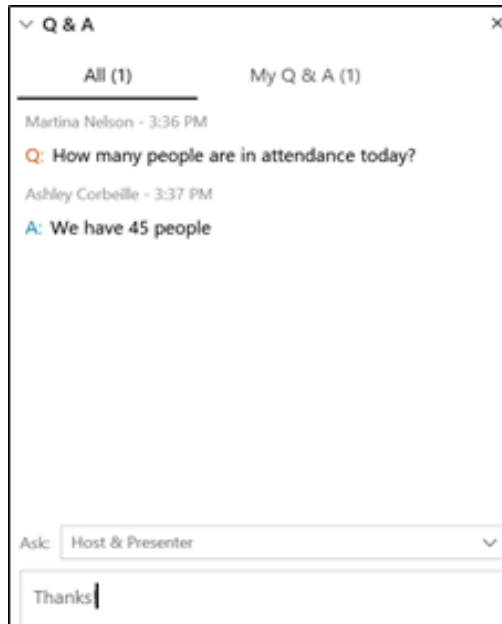 Q & A
All (1) My Q & A (1)
Martina Nelson - 3:36 PM
Q: How many people are in attendance today?
Ashley Corbeille - 3:37 PM
A: We have 45 people
Ask: Host & Presenter
Thanks!